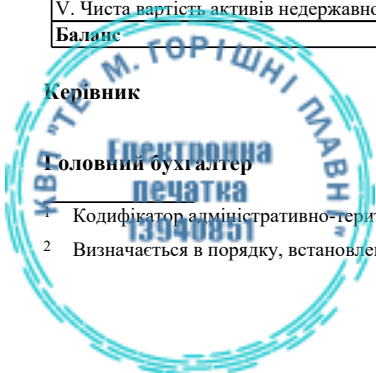 V. Чиста вартість активів недержавно
Баланс
Керівник
Головний бухгалтер
1 Кодифікатор адміністративно-терит
2 Визначається в порядку, встановле
КВП "ТЕ" М. ГОРІШНІ ПЛАВНІ"
Електронна
печатка
13940851